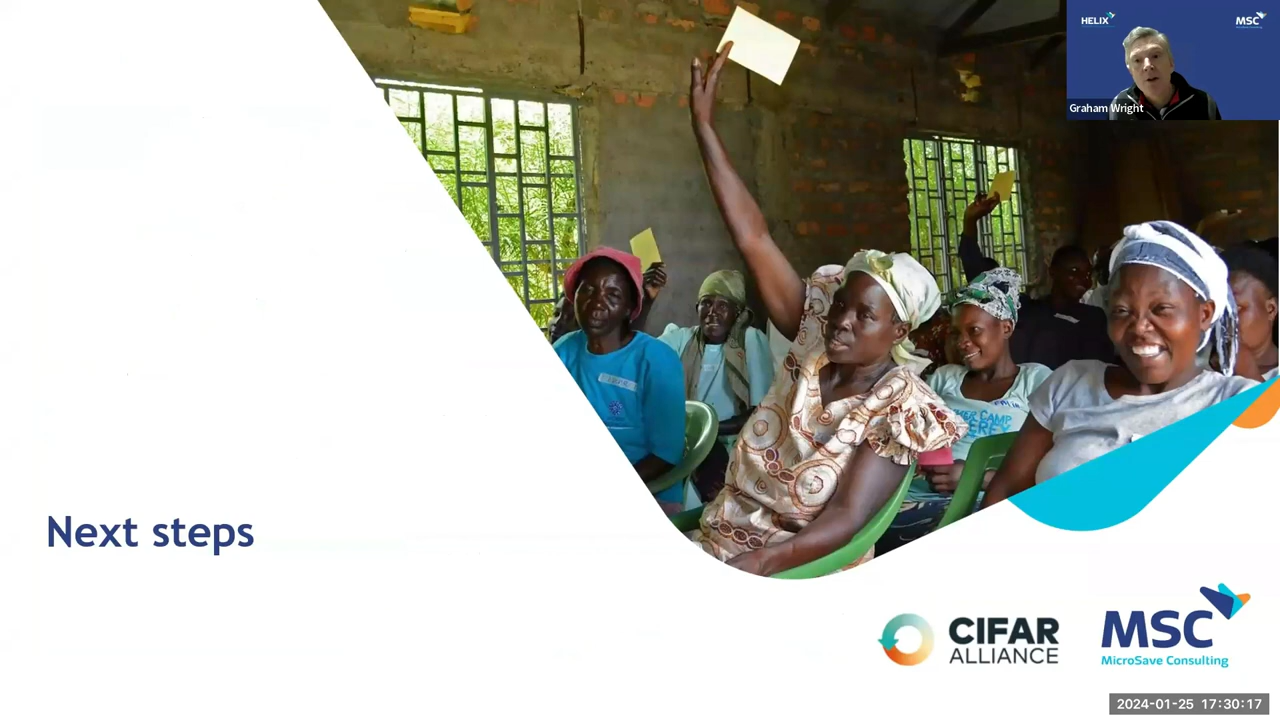 HELIX
MSC
Graham Wright
Next steps
CIFAR
ALLIANCE
MSC
MicroSave Consulting
2024-01-25 17:30:17